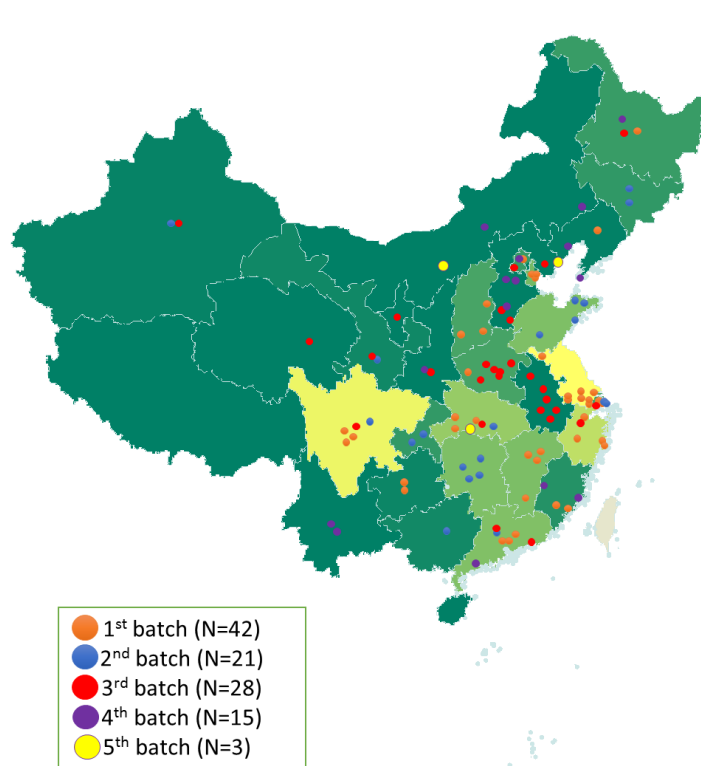 1st batch (N=42)
2nd batch (N=21)
3rd batch (N=28)
4th batch (N=15)
5th batch (N=3)